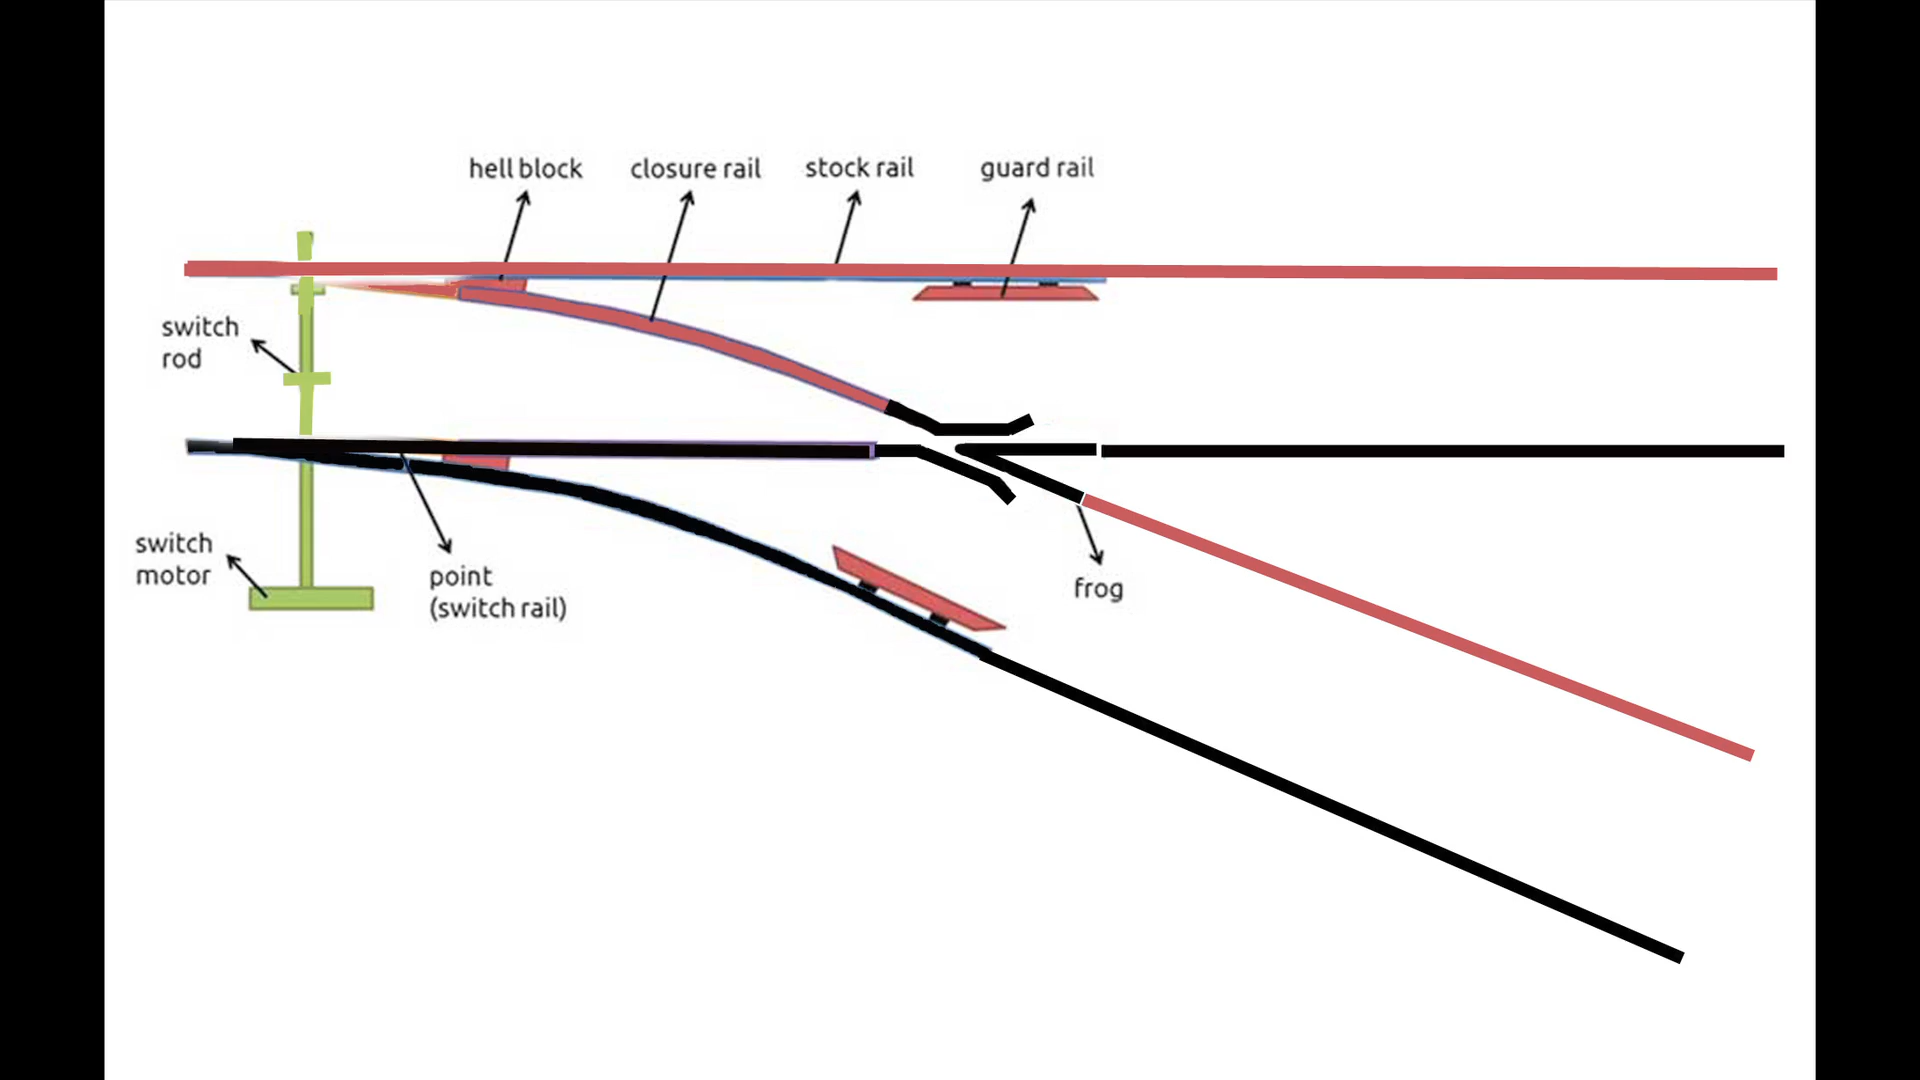 hell block
closure rail
stock rail
guard rail
switch
rod
switch
motor
point
(switch rail)
frog